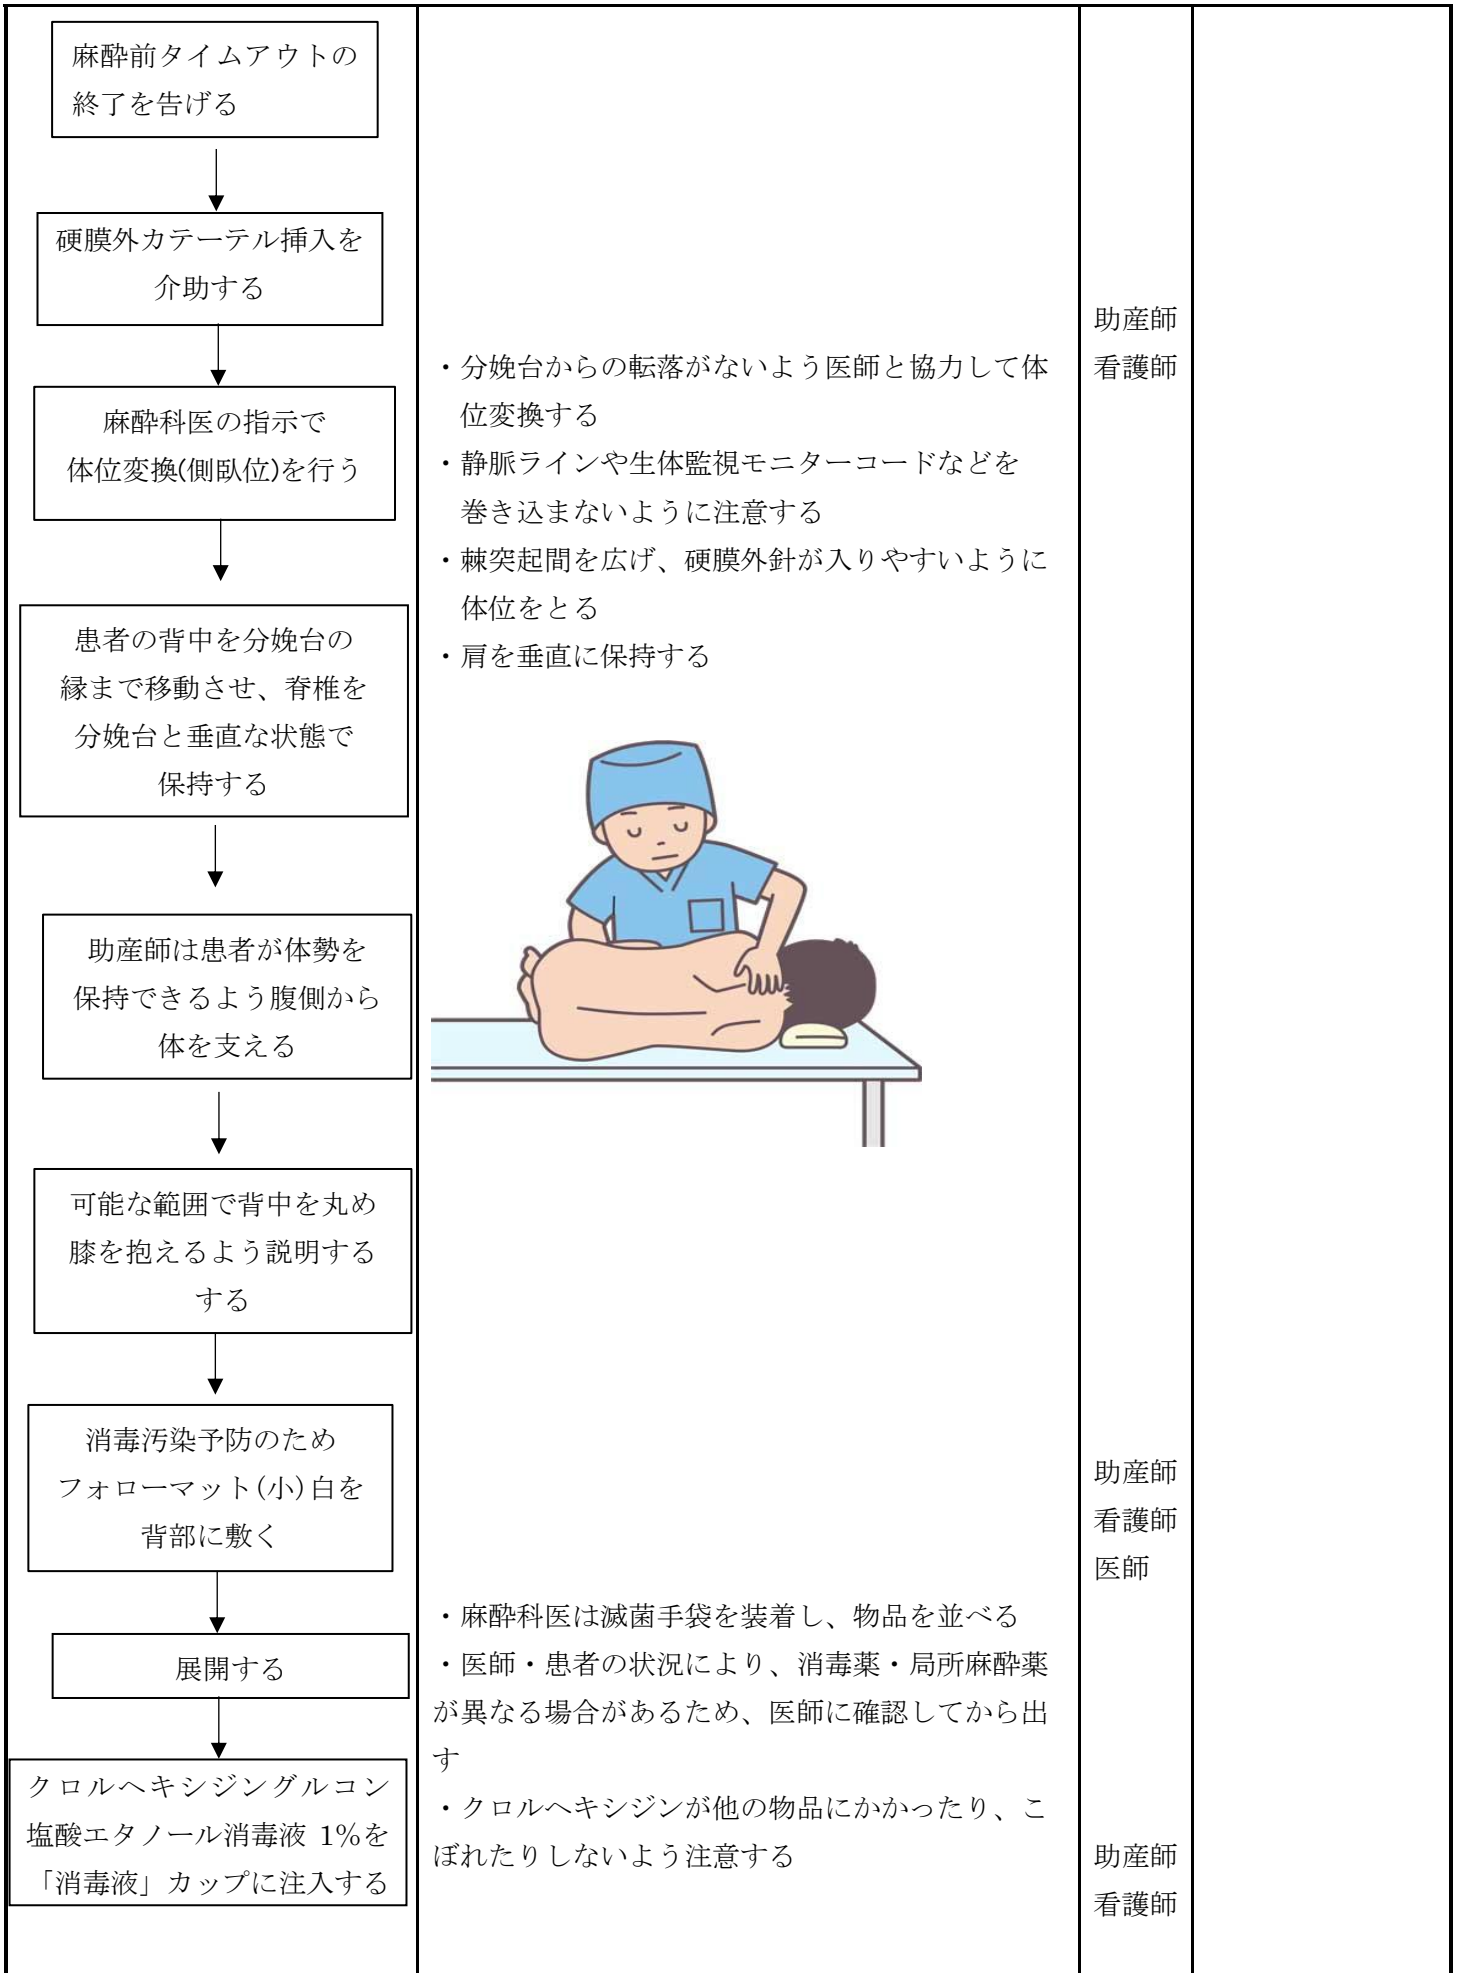 麻酔前タイムアウトの
終了を告げる
硬膜外カテーテル挿入を
介助する
麻酔科医の指示で
体位変換(側臥位)を行う
患者の背中を分娩台の
縁まで移動させ、脊椎を
分娩台と垂直な状態で
保持する
助産師は患者が体勢を
保持できるよう腹側から
体を支える
可能な範囲で背中を丸め
膝を抱えるよう説明する
する
消毒汚染予防のため
フォローマット(小)白を
背部に敷く
展開する
クロルヘキシジングルコン
塩酸エタノール消毒液 1%を
「消毒液」カップに注入する
・分娩台からの転落がないよう医師と協力して体
位変換する
・静脈ラインや生体監視モニターコードなどを
巻き込まないように注意する
・棘突起間を広げ、硬膜外針が入りやすいように
体位をとる
・肩を垂直に保持する
・麻酔科医は滅菌手袋を装着し、物品を並べる
・医師・患者の状況により、消毒薬・局所麻酔薬
が異なる場合があるため、医師に確認してから出
す
・クロルヘキシジンが他の物品にかかったり、こ
ぼれたりしないよう注意する
助産師
看護師
助産師
看護師
医師
助産師
看護師